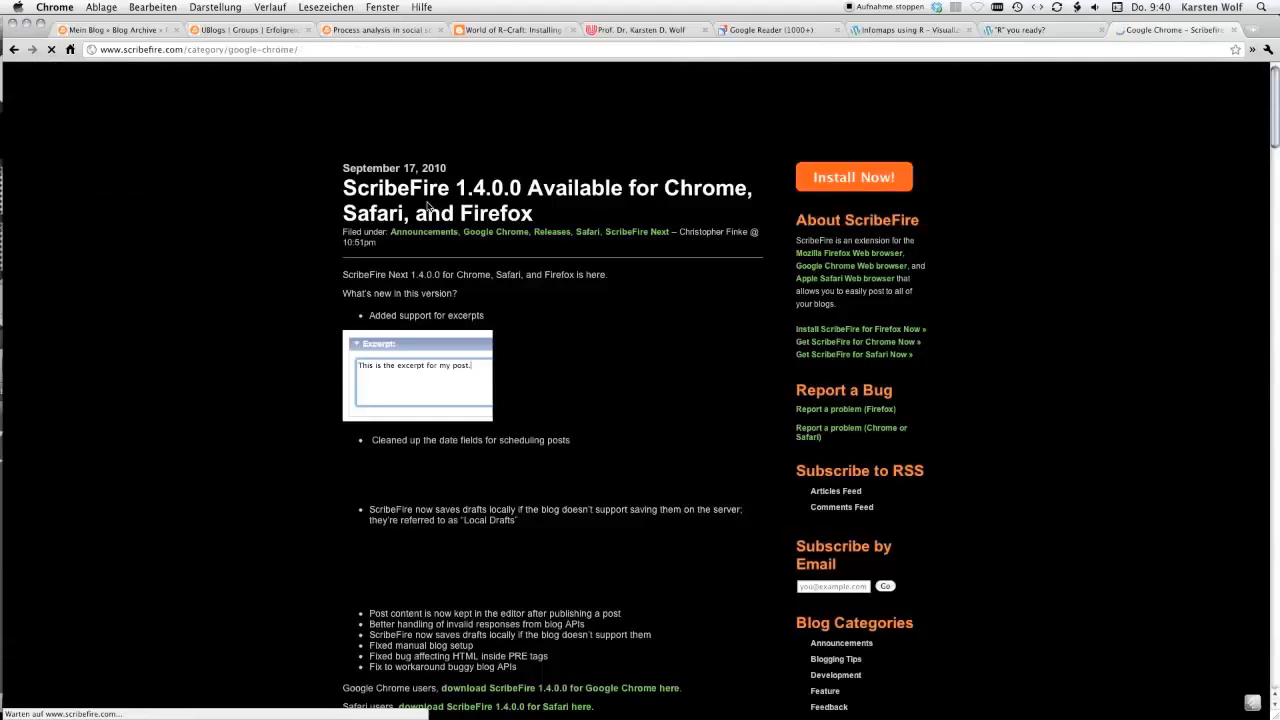 Chrome Ablage Bearbeiten Darstellung Verlauf Lesezeichen Fenster Hilfe Aufnahme stoppen Do. 9:40 Karsten Wolf
Mein Blog » Blog Archive » F UBlogs | Groups | Erfolgrei Process analysis in social sc World of R-Craft: Installing Prof. Dr. Karsten D. Wolf Google Reader (1000+) Infomaps using R – Visualiz "R" you ready? Google Chrome – Scribefire
www.scribefire.com/category/google-chrome/
September 17, 2010
ScribeFire 1.4.0.0 Available for Chrome,
Safari, and Firefox
Filed under: Announcements, Google Chrome, Releases, Safari, ScribeFire Next – Christopher Finke @
10:51pm
ScribeFire Next 1.4.0.0 for Chrome, Safari, and Firefox is here.
What's new in this version?
• Added support for excerpts
Excerpt:
This is the excerpt for my post.
• Cleaned up the date fields for scheduling posts
• ScribeFire now saves drafts locally if the blog doesn't support saving them on the server;
they're referred to as "Local Drafts"
• Post content is now kept in the editor after publishing a post
• Better handling of invalid responses from blog APIs
• ScribeFire now saves drafts locally if the blog doesn't support them
• Fixed manual blog setup
• Fixed bug affecting HTML inside PRE tags
• Fix to workaround buggy blog APIs
Google Chrome users, download ScribeFire 1.4.0.0 for Google Chrome here.
Safari users, download ScribeFire 1.4.0.0 for Safari here.
Install Now!
About ScribeFire
ScribeFire is an extension for the
Mozilla Firefox Web browser,
Google Chrome Web browser, and
Apple Safari Web browser that
allows you to easily post to all of
your blogs.
Install ScribeFire for Firefox Now »
Get ScribeFire for Chrome Now »
Get ScribeFire for Safari Now »
Report a Bug
Report a problem (Firefox)
Report a problem (Chrome or
Safari)
Subscribe to RSS
Articles Feed
Comments Feed
Subscribe by
Email
you@example.com Go
Blog Categories
Announcements
Blogging Tips
Development
Feature
Feedback
Warten auf www.scribefire.com...